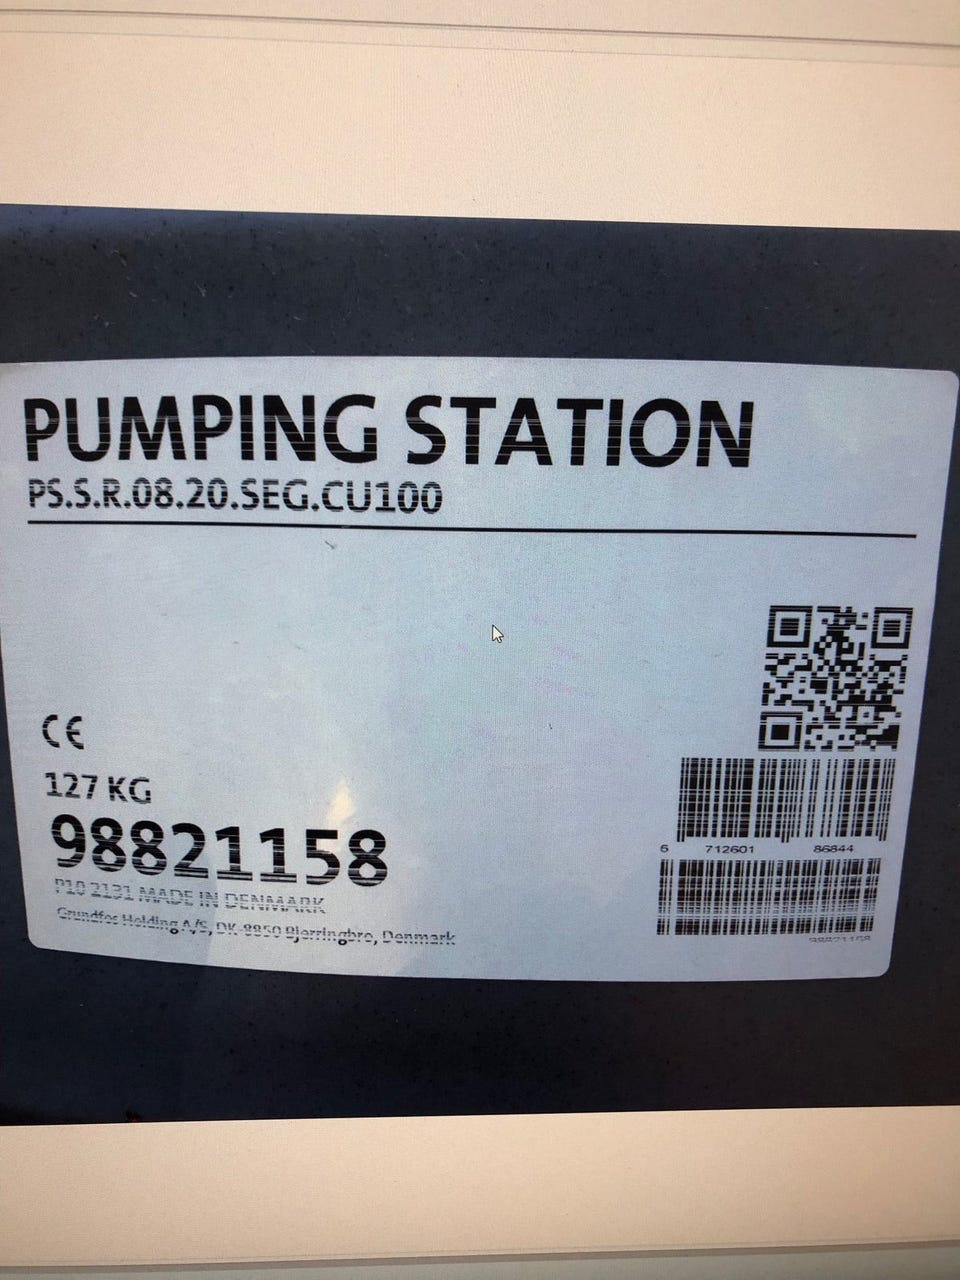 PUMPING STATION
PS.S.R.08.20.SEG.CU100
CE
127 KG
98821158
P10 2131 MADE IN DENMARK
Grundfos Holding A/S, DK-8850 Bjerringbro, Denmark
5 712601 86844
98821158